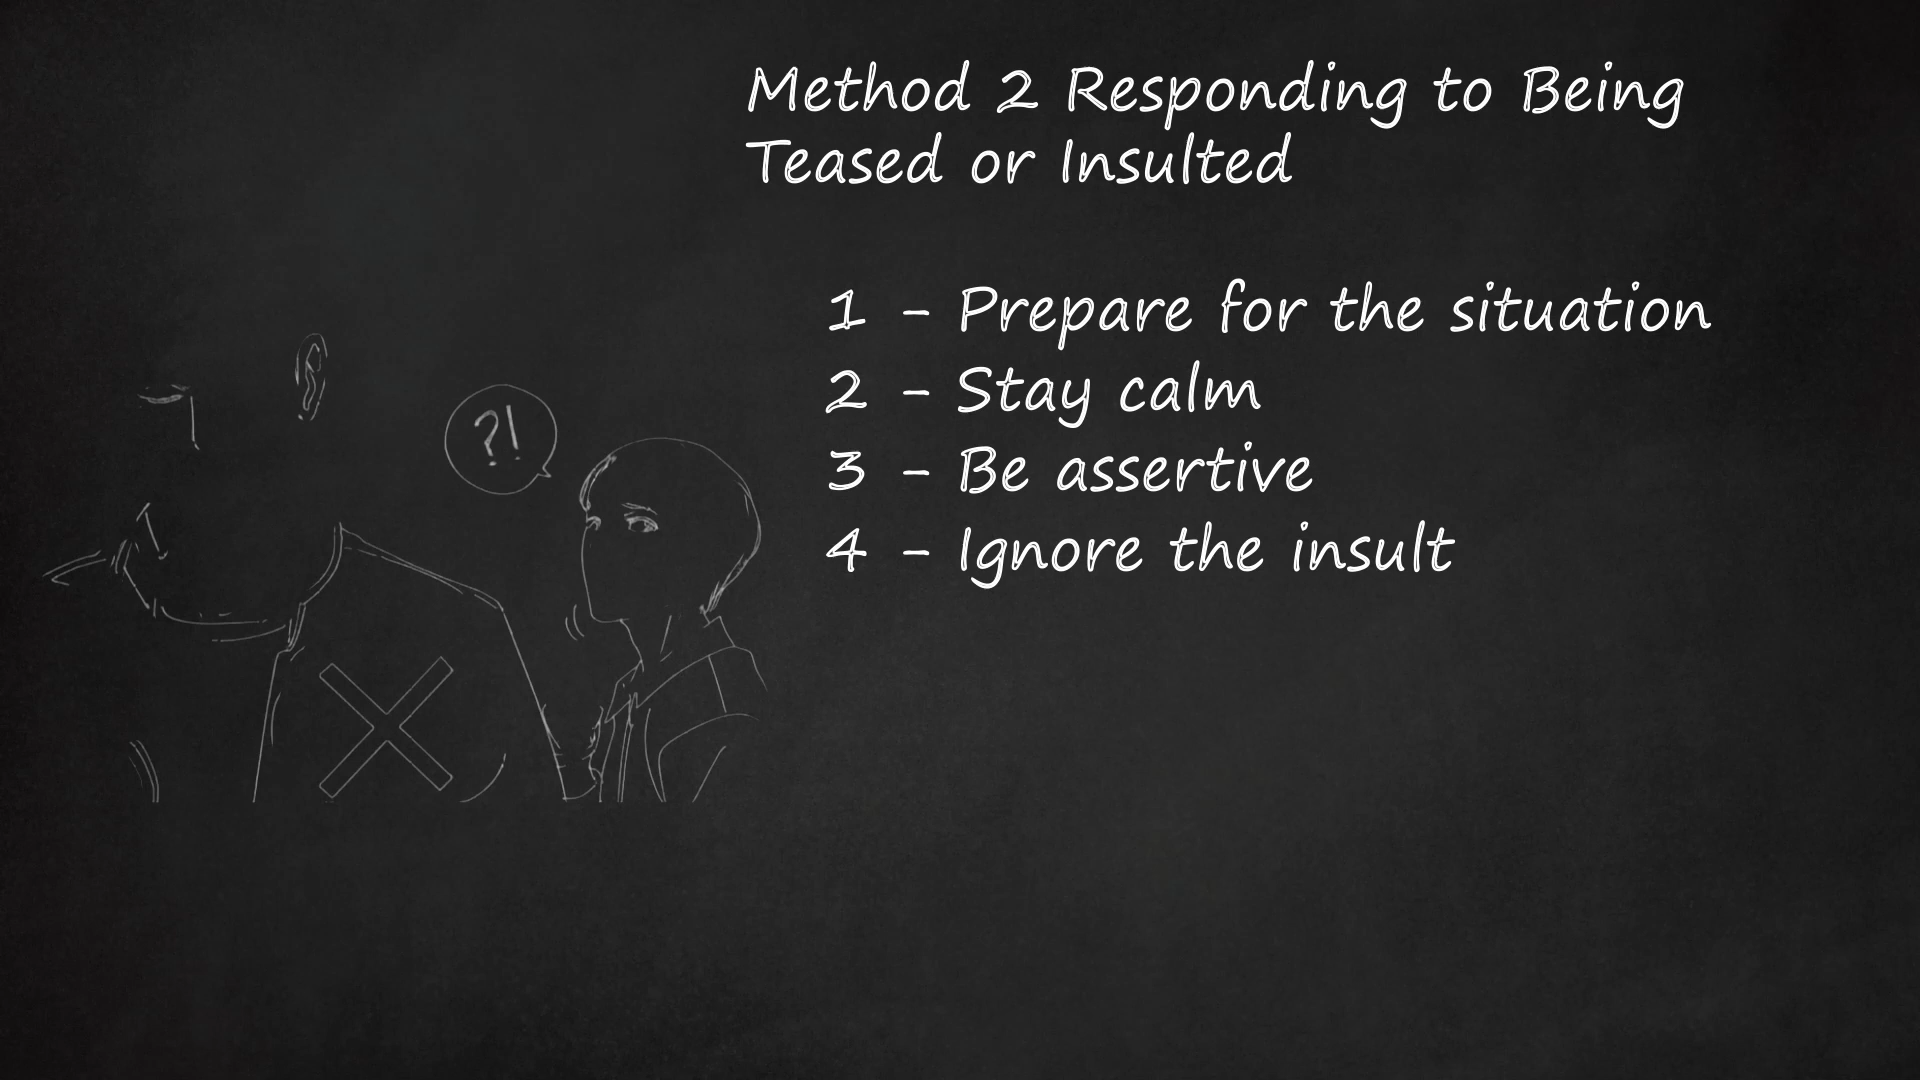 Method 2 Responding to Being
Teased or Insulted
1 - Prepare for the situation
2 - Stay calm
?!
3 - Be assertive
4 - Ignore the insult